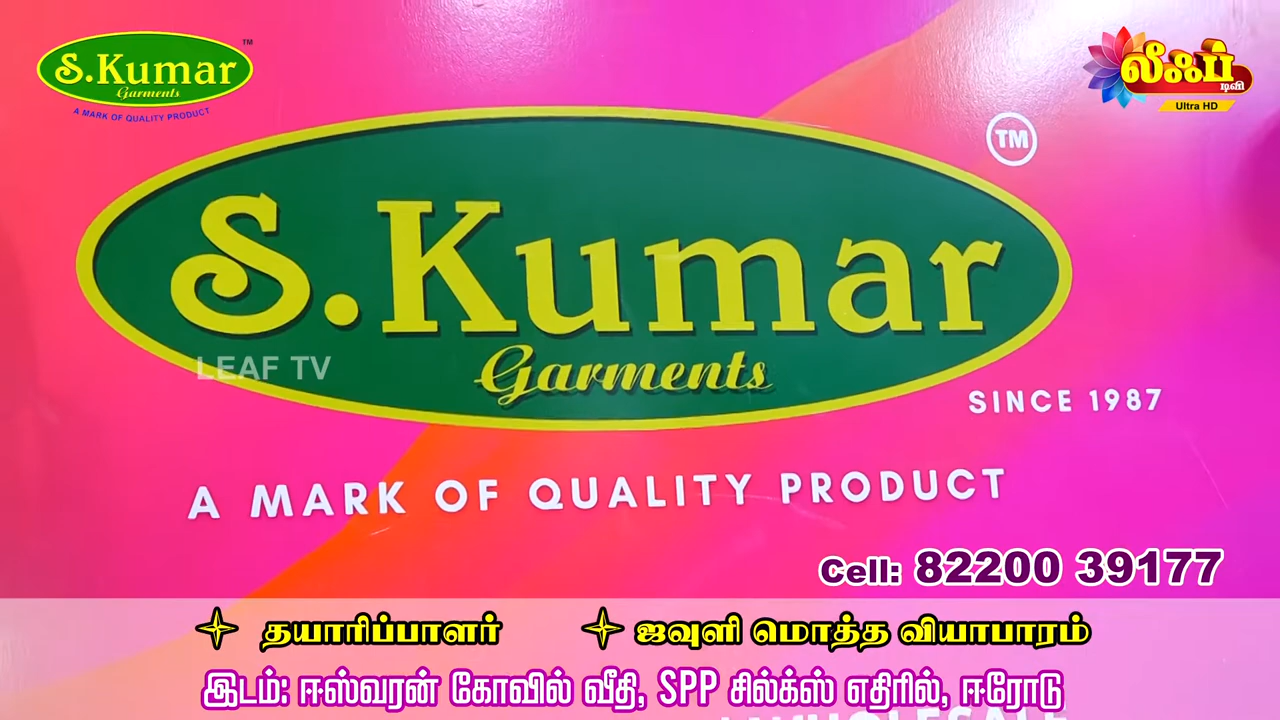 S.Kumar
TM
Garments
A MARK OF QUALITY PRODUCT
லீஃப்
டிவி
Ultra HD
TM
S.Kumar
Garments
LEAF TV
SINCE 1987
A MARK OF QUALITY PRODUCT
Cell: 82200 39177
தயாரிப்பாளர் ஜவுளி மொத்த வியாபாரம்
இடம்: ஈஸ்வரன் கோவில் வீதி, SPP சில்க்ஸ் எதிரில், ஈரோடு